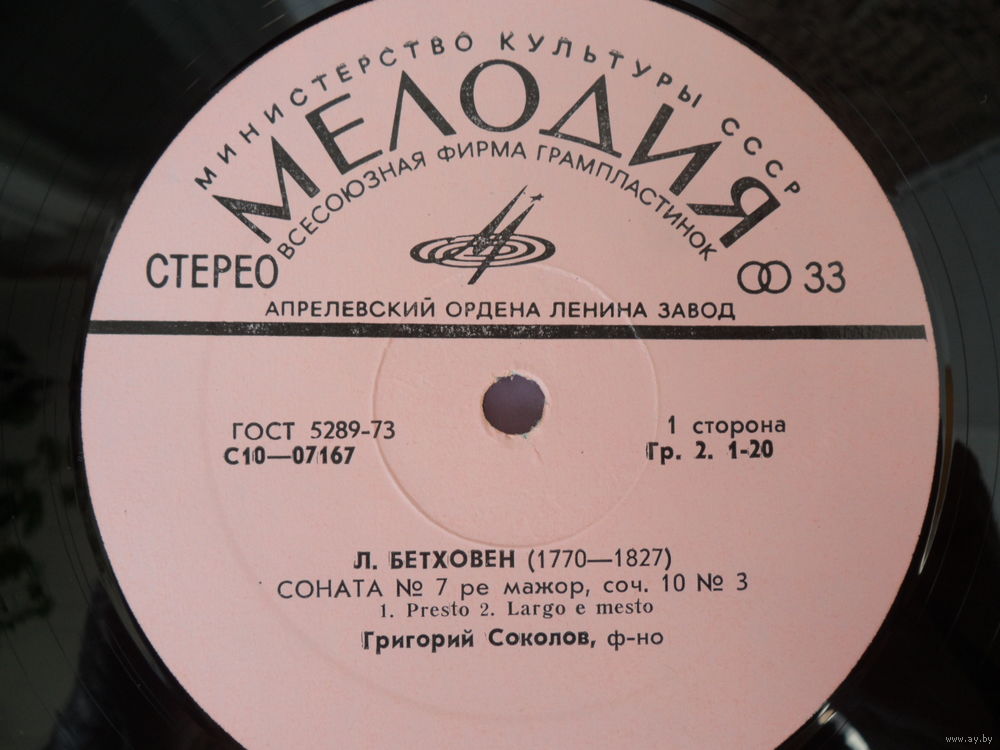 МИНИСТЕРСТВО КУЛЬТУРЫ СССР
МЕЛОДИЯ
ВСЕСОЮЗНАЯ ФИРМА ГРАМПЛАСТИНОК
СТЕРЕО
33
АПРЕЛЕВСКИЙ ОРДЕНА ЛЕНИНА ЗАВОД
ГОСТ 5289-73
С10—07167
1 сторона
Гр. 2. 1-20
Л. БЕТХОВЕН (1770—1827)
СОНАТА № 7 ре мажор, соч. 10 № 3
1. Presto 2. Largo e mesto
Григорий Соколов, ф-но
www.ay.by